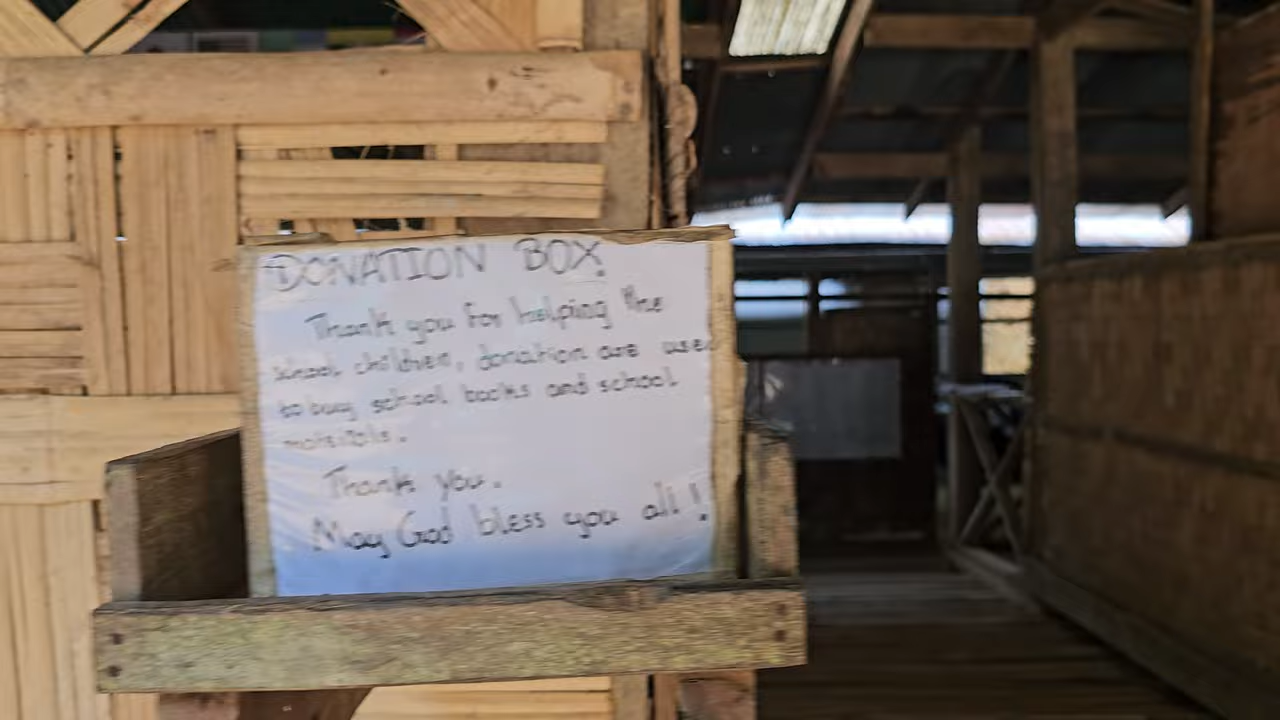 DONATION BOX
Thank you for helping the
school children, donation are used
to buy school books and school
materials.
Thank you.
May God bless you all!